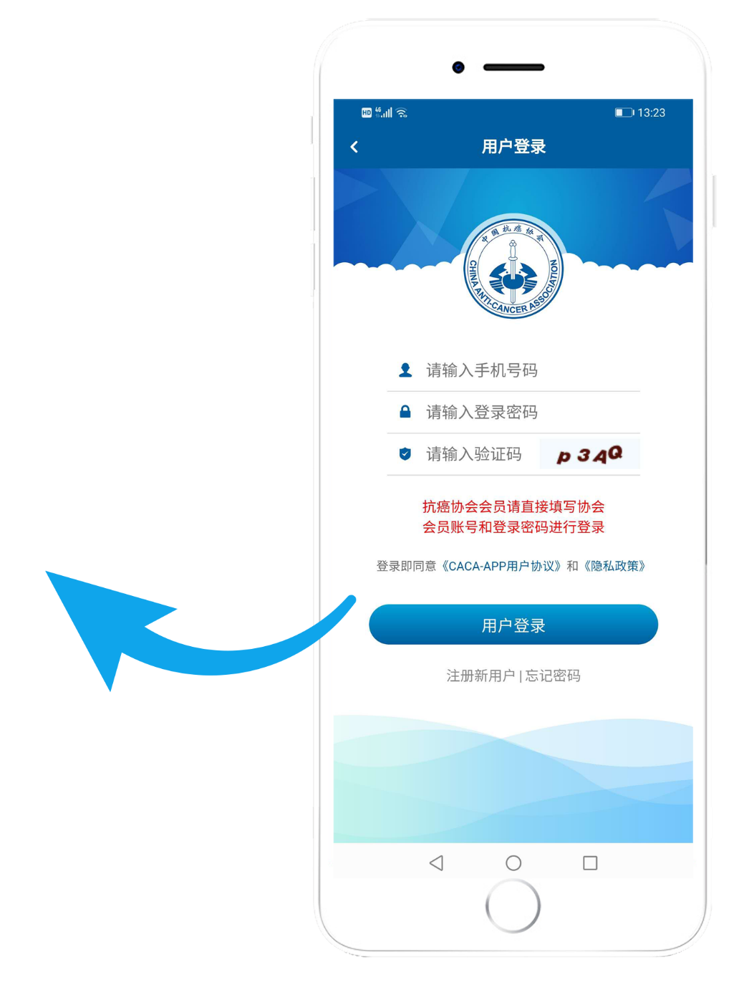 HD 4G 13:23
用户登录
中国抗癌协会
CHINA ANTI-CANCER ASSOCIATION
请输入手机号码
请输入登录密码
请输入验证码 p3AQ
抗癌协会会员请直接填写协会
会员账号和登录密码进行登录
登录即同意《CACA-APP用户协议》和《隐私政策》
用户登录
注册新用户 | 忘记密码